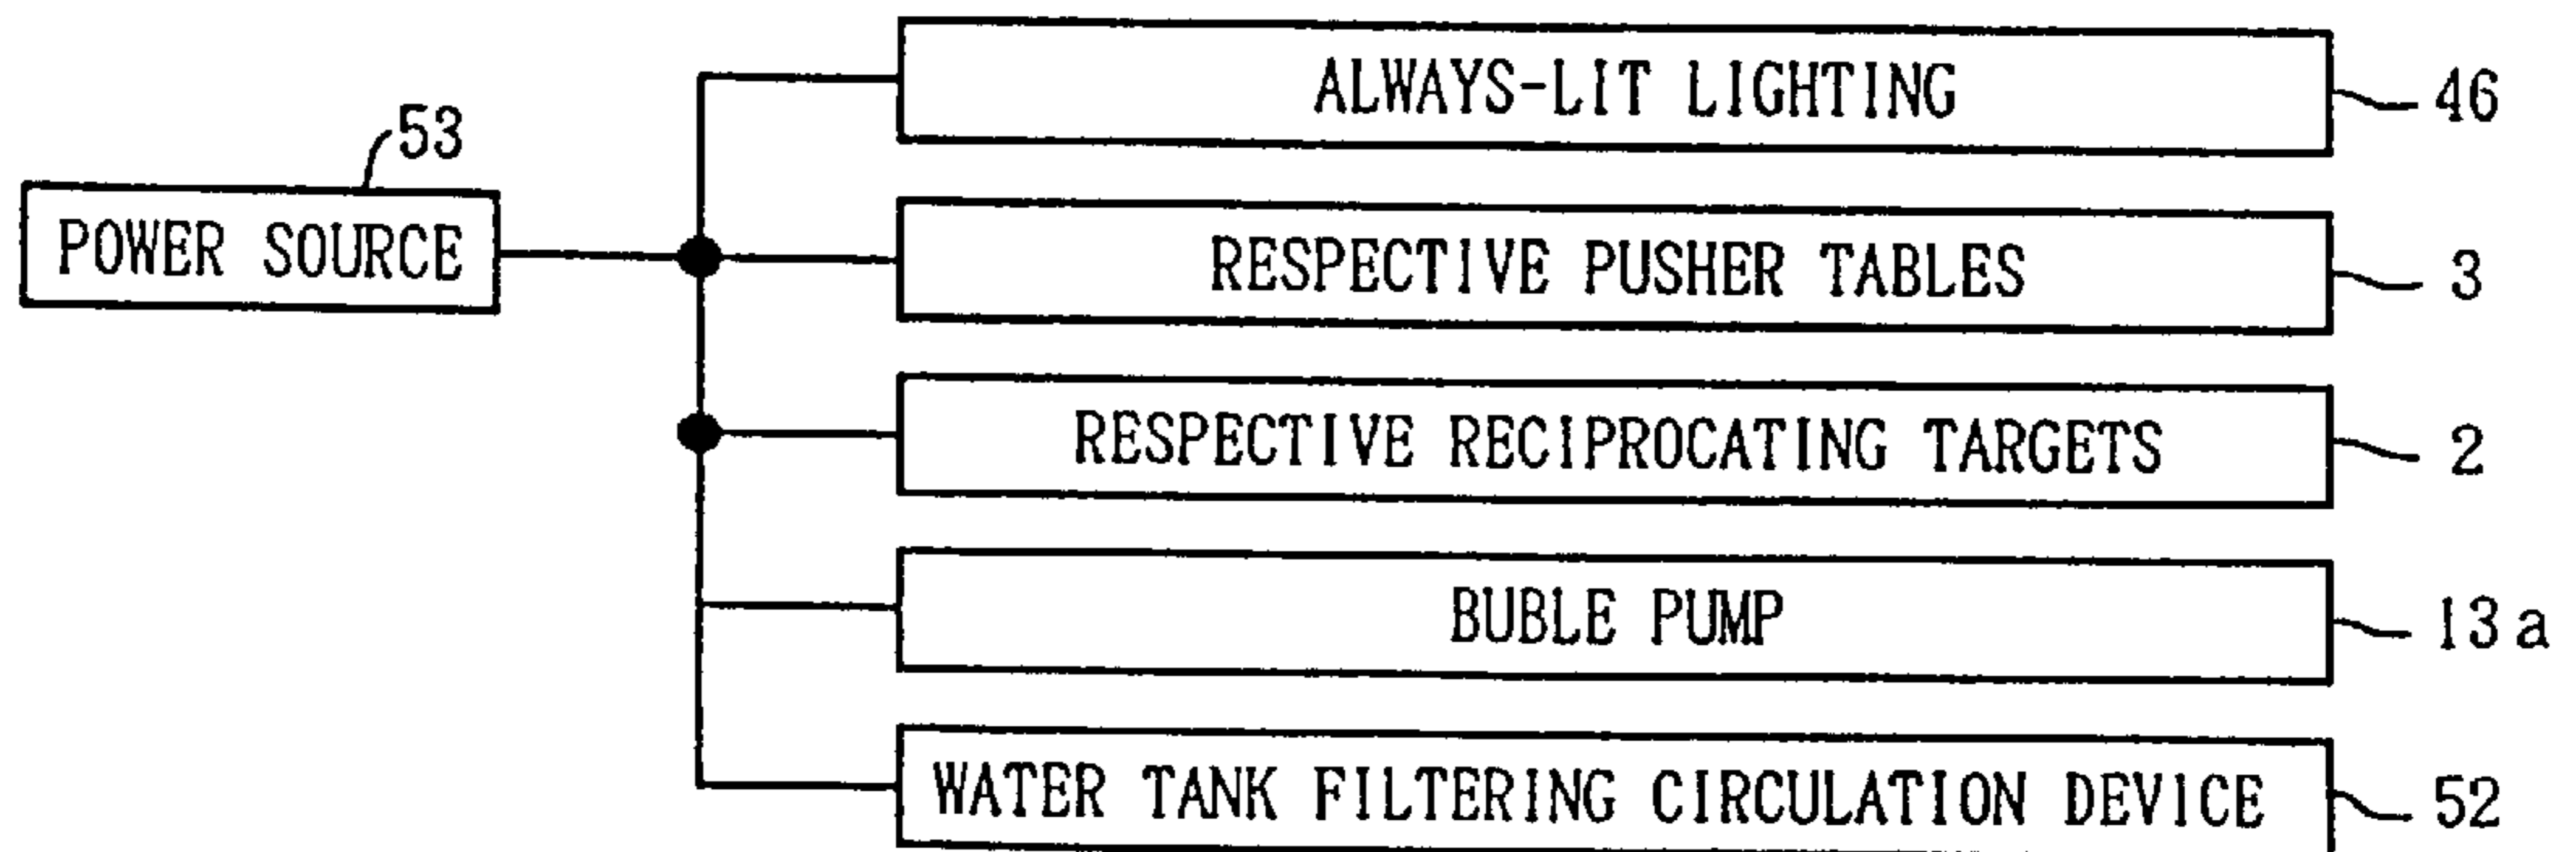 ALWAYS-LIT LIGHTING 46
53
POWER SOURCE
RESPECTIVE PUSHER TABLES 3
RESPECTIVE RECIPROCATING TARGETS 2
BUBLE PUMP 13a
WATER TANK FILTERING CIRCULATION DEVICE 52